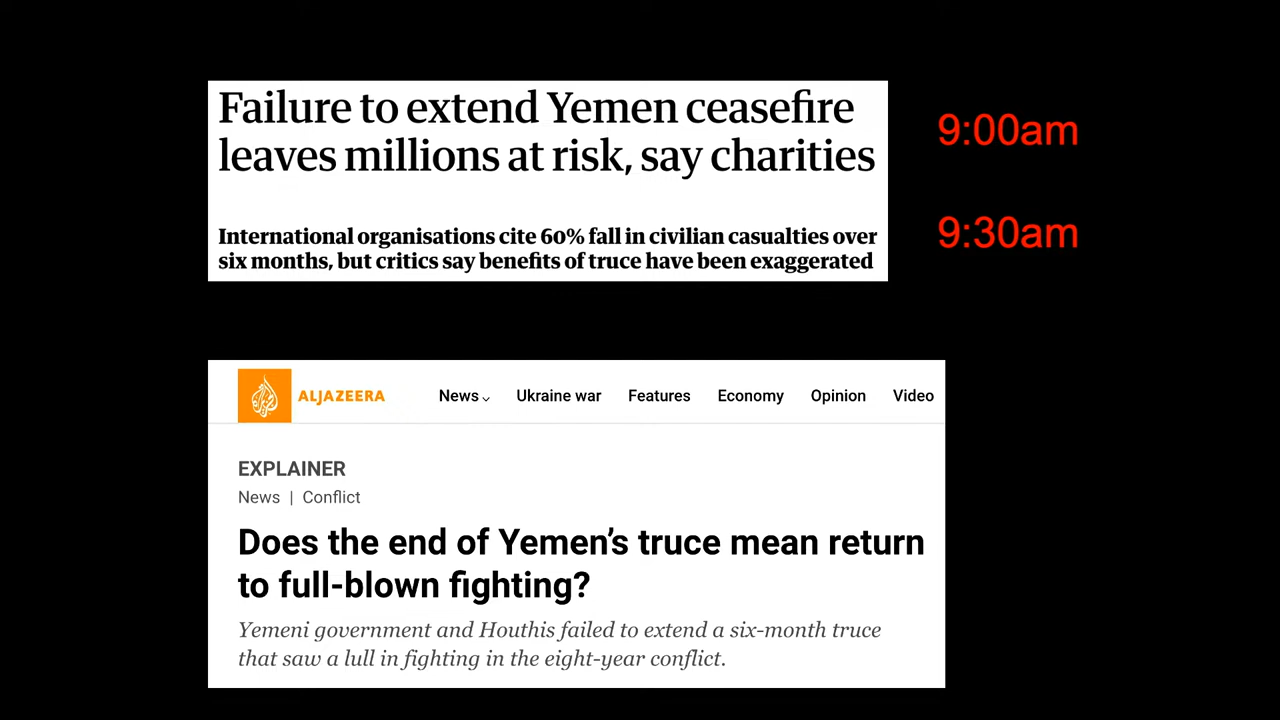 Failure to extend Yemen ceasefire
leaves millions at risk, say charities
International organisations cite 60% fall in civilian casualties over
six months, but critics say benefits of truce have been exaggerated
9:00am
9:30am
ALJAZEERA
News Ukraine war Features Economy Opinion Video
EXPLAINER
News | Conflict
Does the end of Yemen’s truce mean return
to full-blown fighting?
Yemeni government and Houthis failed to extend a six-month truce
that saw a lull in fighting in the eight-year conflict.